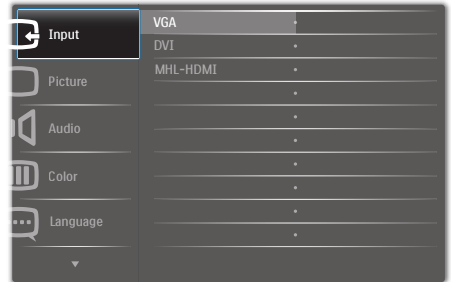 Input
VGA
DVI
MHL-HDMI
Picture
Audio
Color
Language